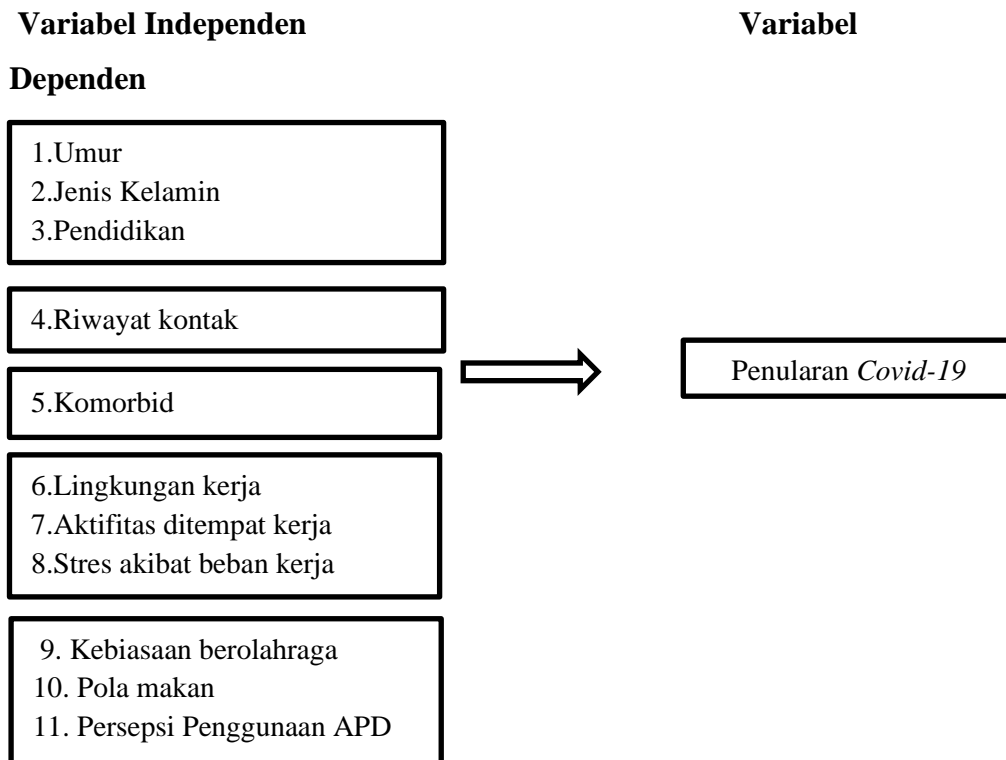 Variabel Independen Variabel
Dependen
1.Umur
2.Jenis Kelamin
3.Pendidikan
4.Riwayat kontak
5.Komorbid
6.Lingkungan kerja
7.Aktifitas ditempat kerja
8.Stres akibat beban kerja
9. Kebiasaan berolahraga
10. Pola makan
11. Persepsi Penggunaan APD
Penularan Covid-19